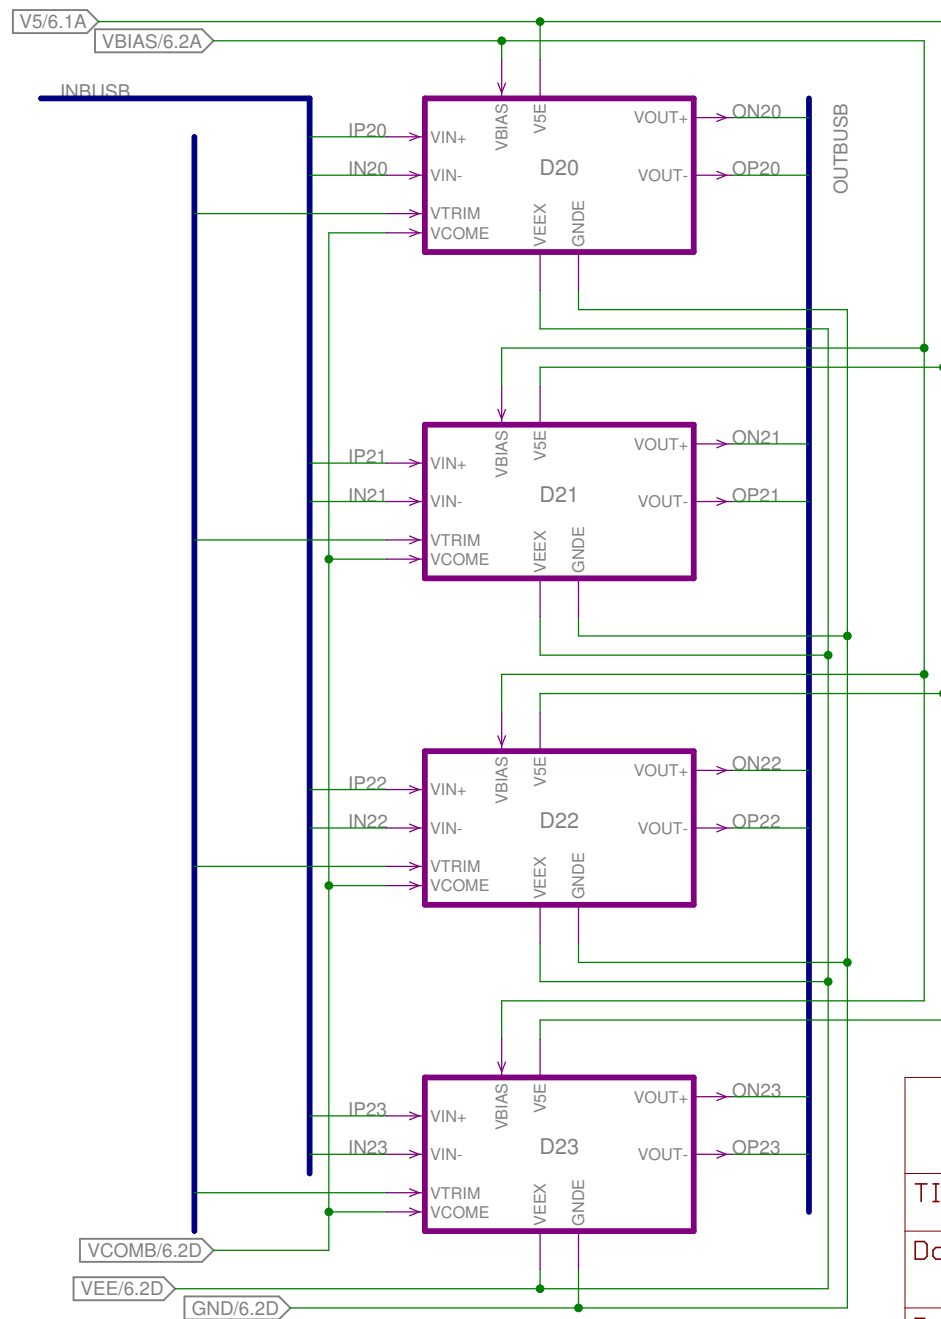 V5/6.1A
VBIAS/6.2A
INBUSB
OUTBUSB
IP20
IN20
VIN+
VIN-
VTRIM
VCOME
VBIAS
V5E
D20
VEEX
GNDE
VOUT+
VOUT-
ON20
OP20
IP21
IN21
VIN+
VIN-
VTRIM
VCOME
VBIAS
V5E
D21
VEEX
GNDE
VOUT+
VOUT-
ON21
OP21
IP22
IN22
VIN+
VIN-
VTRIM
VCOME
VBIAS
V5E
D22
VEEX
GNDE
VOUT+
VOUT-
ON22
OP22
IP23
IN23
VIN+
VIN-
VTRIM
VCOME
VBIAS
V5E
D23
VEEX
GNDE
VOUT+
VOUT-
ON23
OP23
VCOMB/6.2D
VEE/6.2D
GND/6.2D
TI